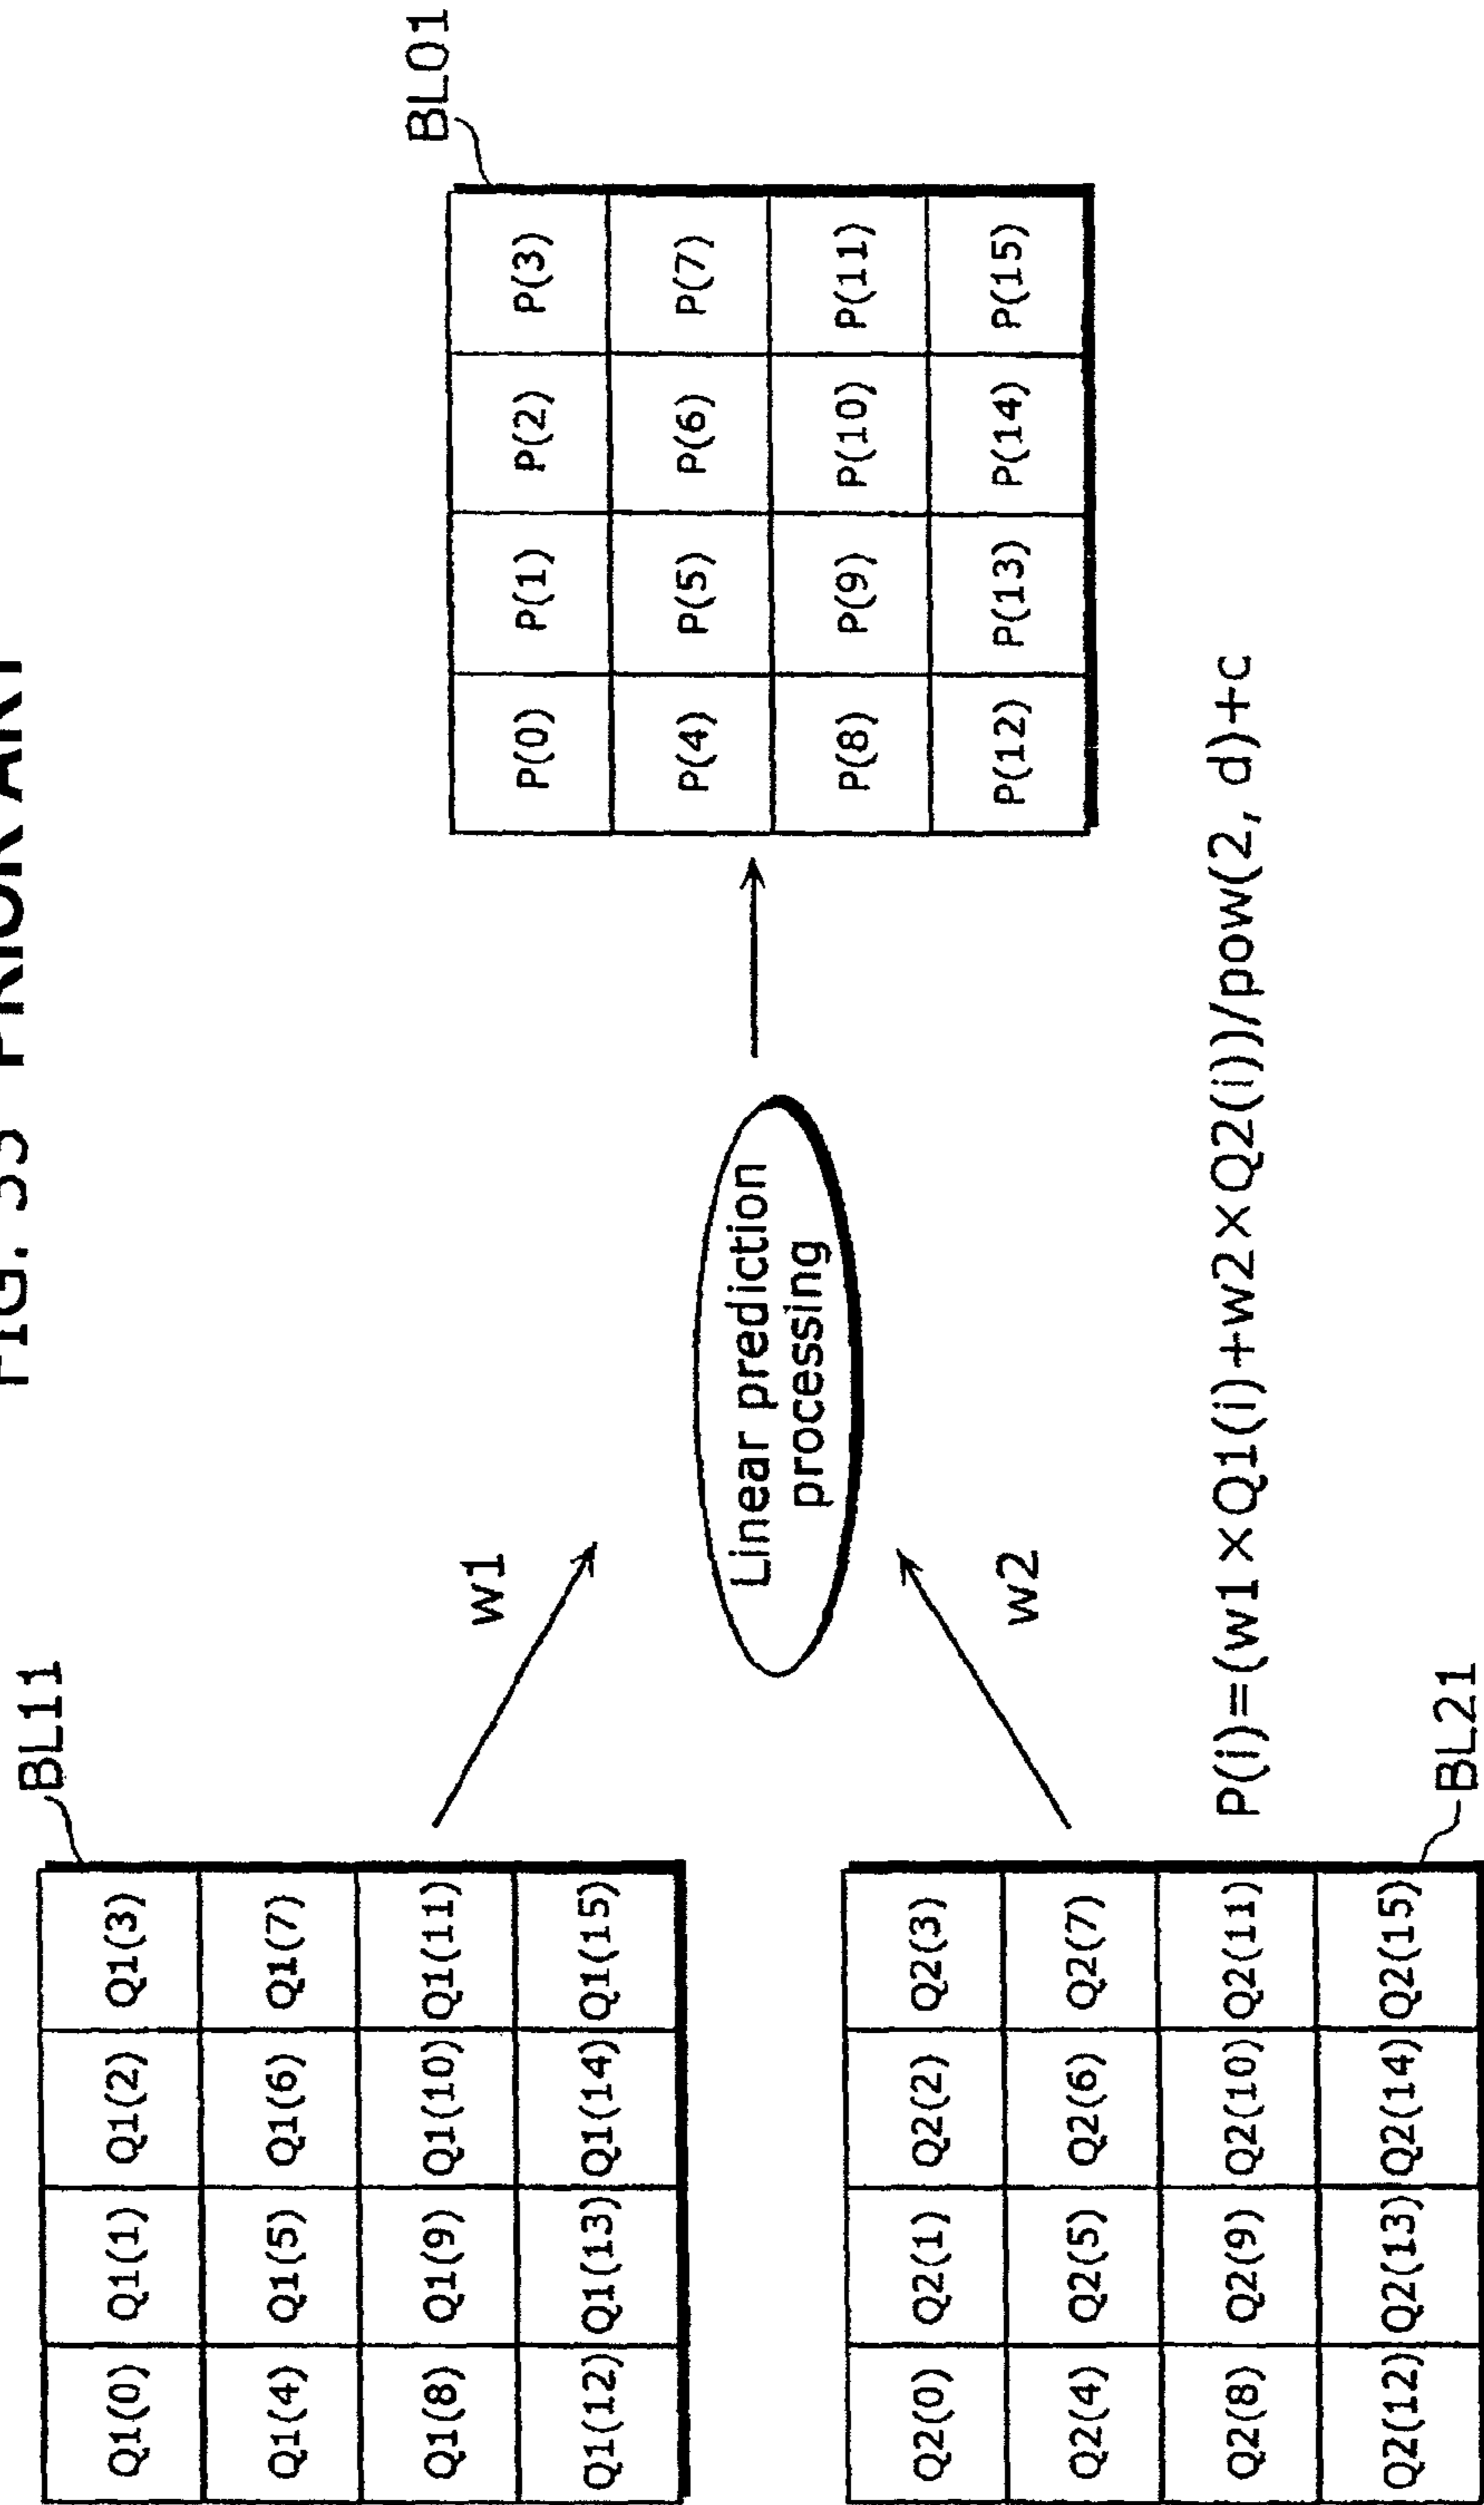 FIG. 33 PRIOR ART
BL11
Q1(0) Q1(1) Q1(2) Q1(3)
Q1(4) Q1(5) Q1(6) Q1(7)
Q1(8) Q1(9) Q1(10) Q1(11)
Q1(12) Q1(13) Q1(14) Q1(15)
w1
BL01
P(0) P(1) P(2) P(3)
P(4) P(5) P(6) P(7)
P(8) P(9) P(10) P(11)
P(12) P(13) P(14) P(15)
Linear prediction
processing
Q2(0) Q2(1) Q2(2) Q2(3)
Q2(4) Q2(5) Q2(6) Q2(7)
Q2(8) Q2(9) Q2(10) Q2(11)
Q2(12) Q2(13) Q2(14) Q2(15)
w2
P(i)=(w1×Q1(i)+w2×Q2(i))/pow(2, d)+c
BL21